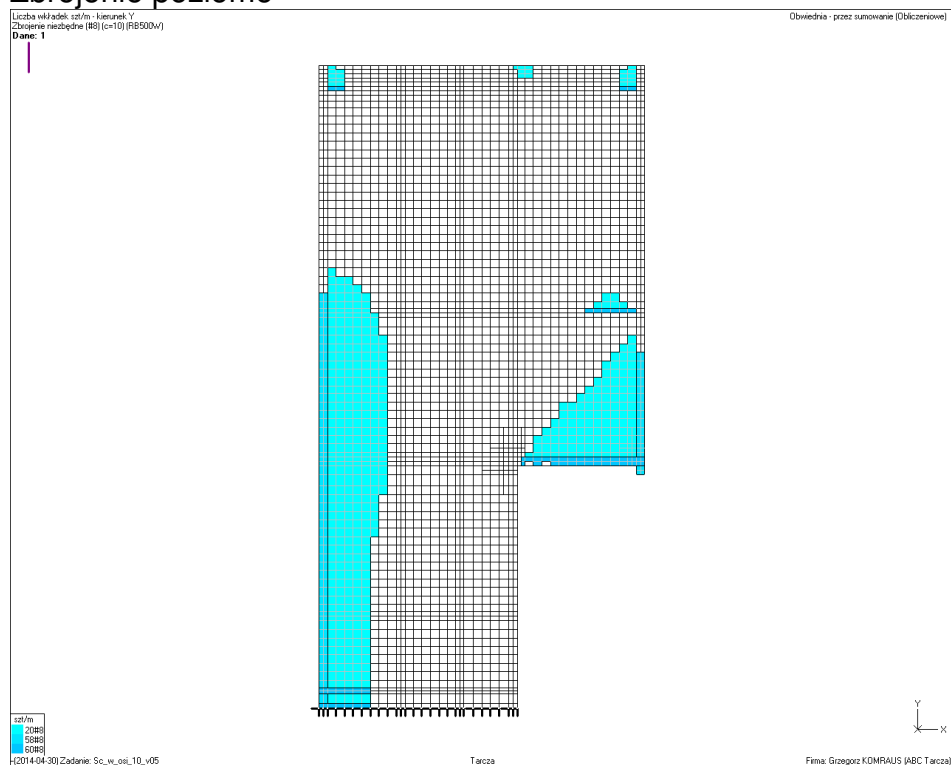 Zbrojenie poziome
Liczba wkładek szt/m - kierunek Y
Obwiednia - przez sumowanie (Obliczeniowe)
Zbrojenie niezbędne (#8) (c=10) (RB500W)
Dane: 1
Y
X
szt/m
20#8
58#8
60#8
-(2014-04-30) Zadanie: Sc_w_osi_10_v05
Tarcza
Firma: Grzegorz KOMRAUS (ABC Tarcza)